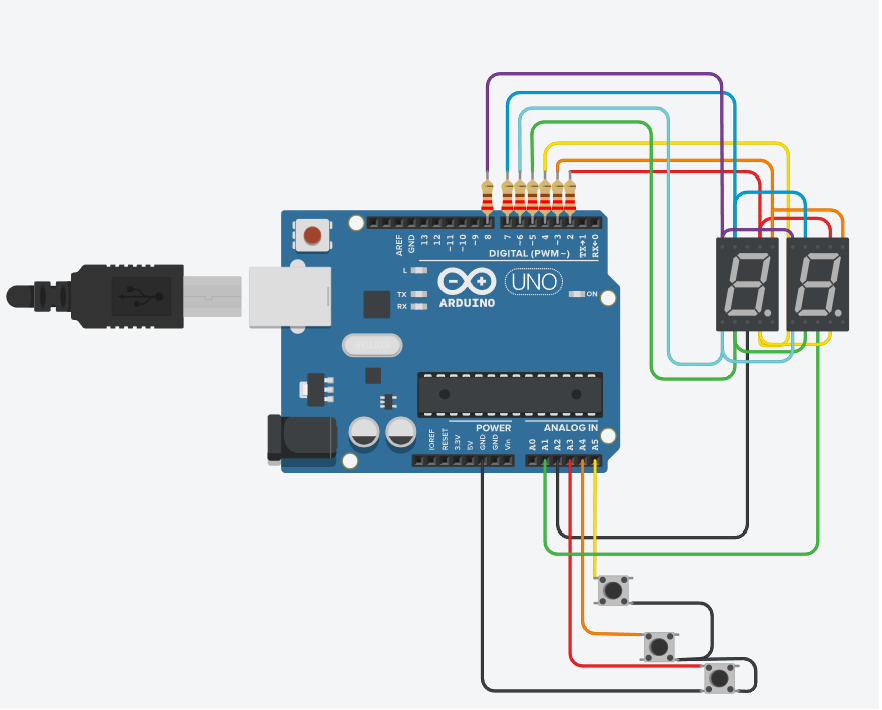 AREF
GND
13
12
~11
~10
~9
8
7
~6
~5
4
~3
2
TX→1
RX←0
DIGITAL (PWM~)
L
TX
RX
ARDUINO
UNO
ON
POWER
ANALOG IN
IOREF
RESET
3.3V
5V
GND
GND
Vin
A0
A1
A2
A3
A4
A5